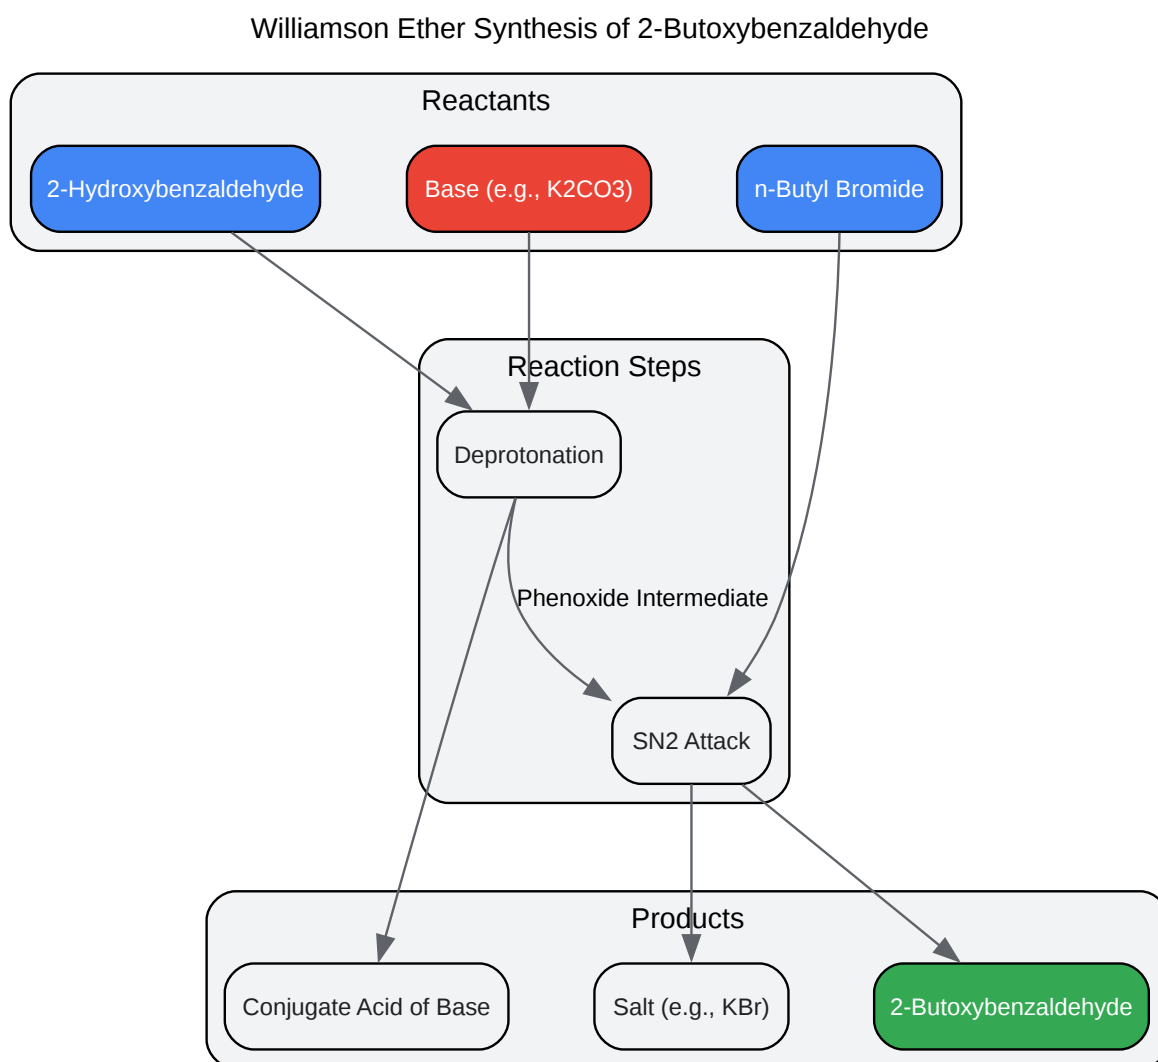 Williamson Ether Synthesis of 2-Butoxybenzaldehyde
Reactants
2-Hydroxybenzaldehyde
Base (e.g., K2CO3)
n-Butyl Bromide
Reaction Steps
Deprotonation
Phenoxide Intermediate
SN2 Attack
Products
Conjugate Acid of Base
Salt (e.g., KBr)
2-Butoxybenzaldehyde